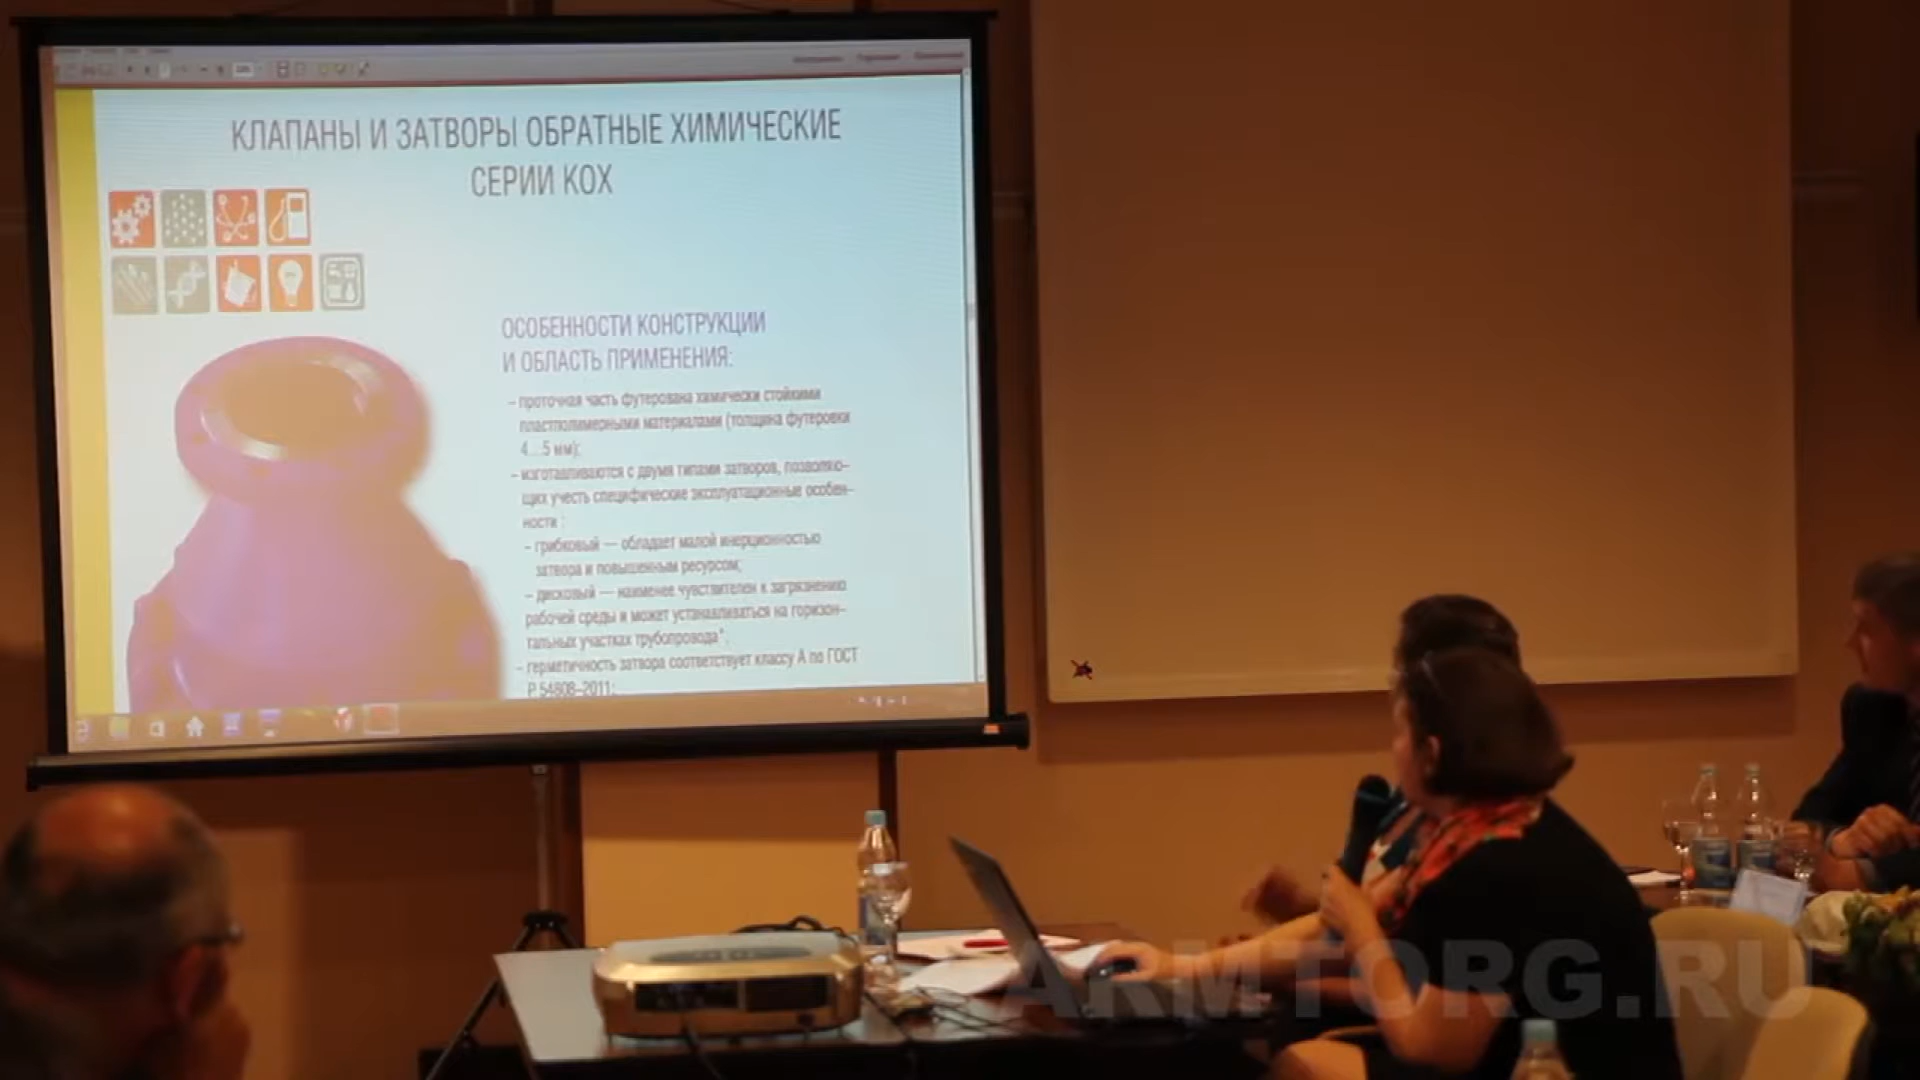 КЛАПАНЫ И ЗАТВОРЫ ОБРАТНЫЕ ХИМИЧЕСКИЕ
СЕРИИ КОХ
ОСОБЕННОСТИ КОНСТРУКЦИИ
И ОБЛАСТЬ ПРИМЕНЕНИЯ:
– проточная часть футерована химически стойкими
пластполимерными материалами (толщина футеровки
4…5 мм);
– изготавливаются с двумя типами затворов, позволяю-
щих учесть специфические эксплуатационные особен-
ности :
– грибковый — обладает малой инерционностью
затвора и повышенным ресурсом;
– дисковый — наименее чувствителен к загрязнению
рабочей среды и может устанавливаться на горизон-
тальных участках трубопровода*;
– герметичность затвора соответствует классу А по ГОСТ
Р 54808–2011;
ARMTORG.RU